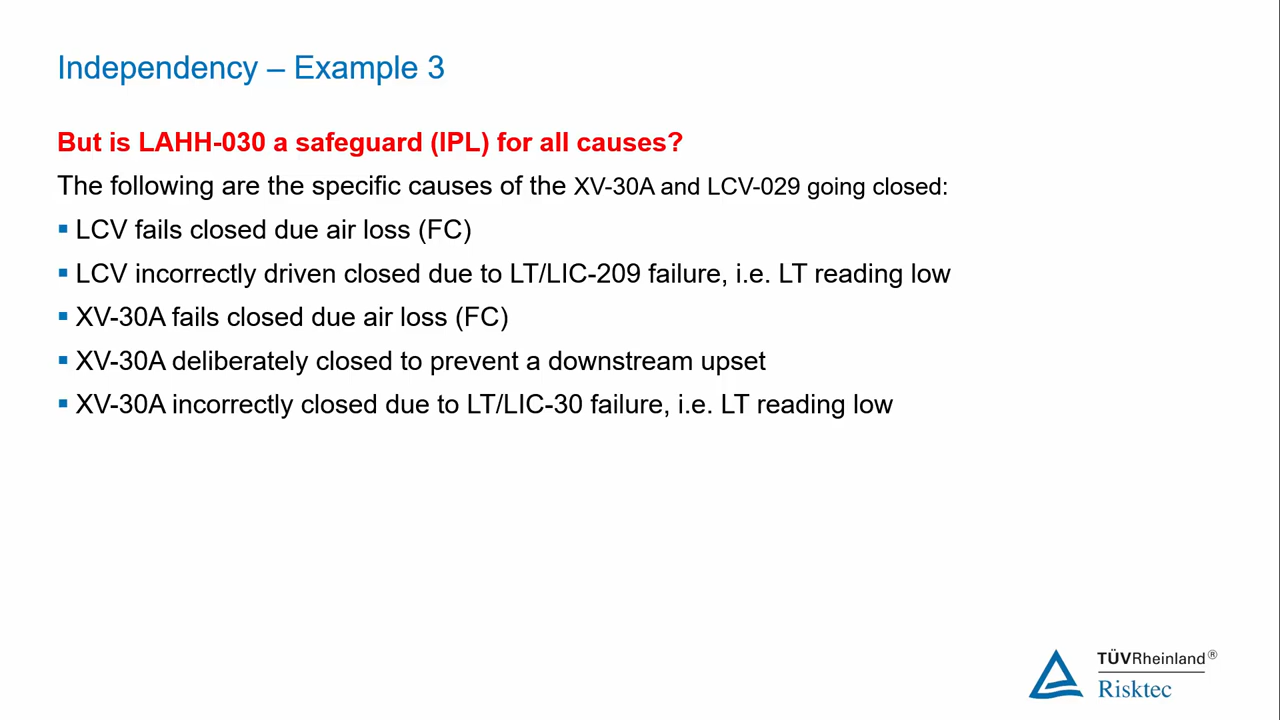 Independency – Example 3
But is LAHH-030 a safeguard (IPL) for all causes?
The following are the specific causes of the XV-30A and LCV-029 going closed:
▪ LCV fails closed due air loss (FC)
▪ LCV incorrectly driven closed due to LT/LIC-209 failure, i.e. LT reading low
▪ XV-30A fails closed due air loss (FC)
▪ XV-30A deliberately closed to prevent a downstream upset
▪ XV-30A incorrectly closed due to LT/LIC-30 failure, i.e. LT reading low
TÜVRheinland®
Risktec